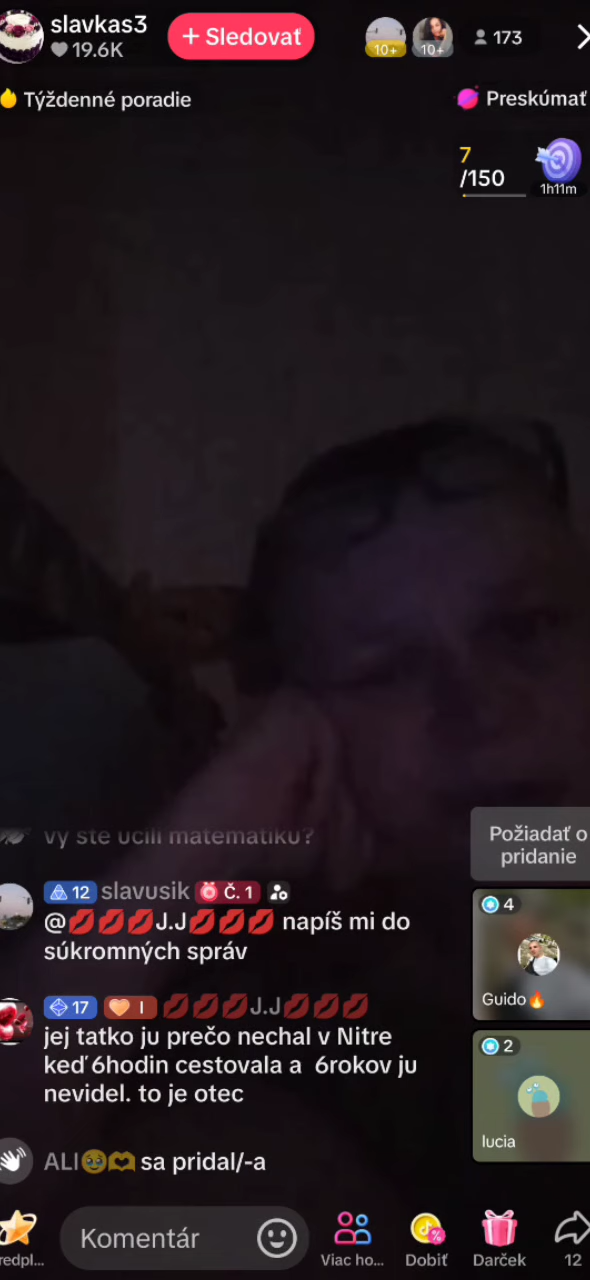 slavkas3
19.6K
+ Sledovať
10+
10+
173
Týždenné poradie
Preskúmať
7
/150
1h11m
vy ste učili matematiku?
12 slavusik Č. 1
@💋💋💋J.J💋💋💋 napíš mi do
súkromných správ
17 I 💋💋💋J.J💋💋💋
jej tatko ju prečo nechal v Nitre
keď 6hodin cestovala a 6rokov ju
nevidel. to je otec
ALI🥹🫶 sa pridal/-a
Požiadať o
pridanie
4
Guido🔥
2
lucia
redpl...
Komentár
Viac ho...
Dobiť
Darček
12